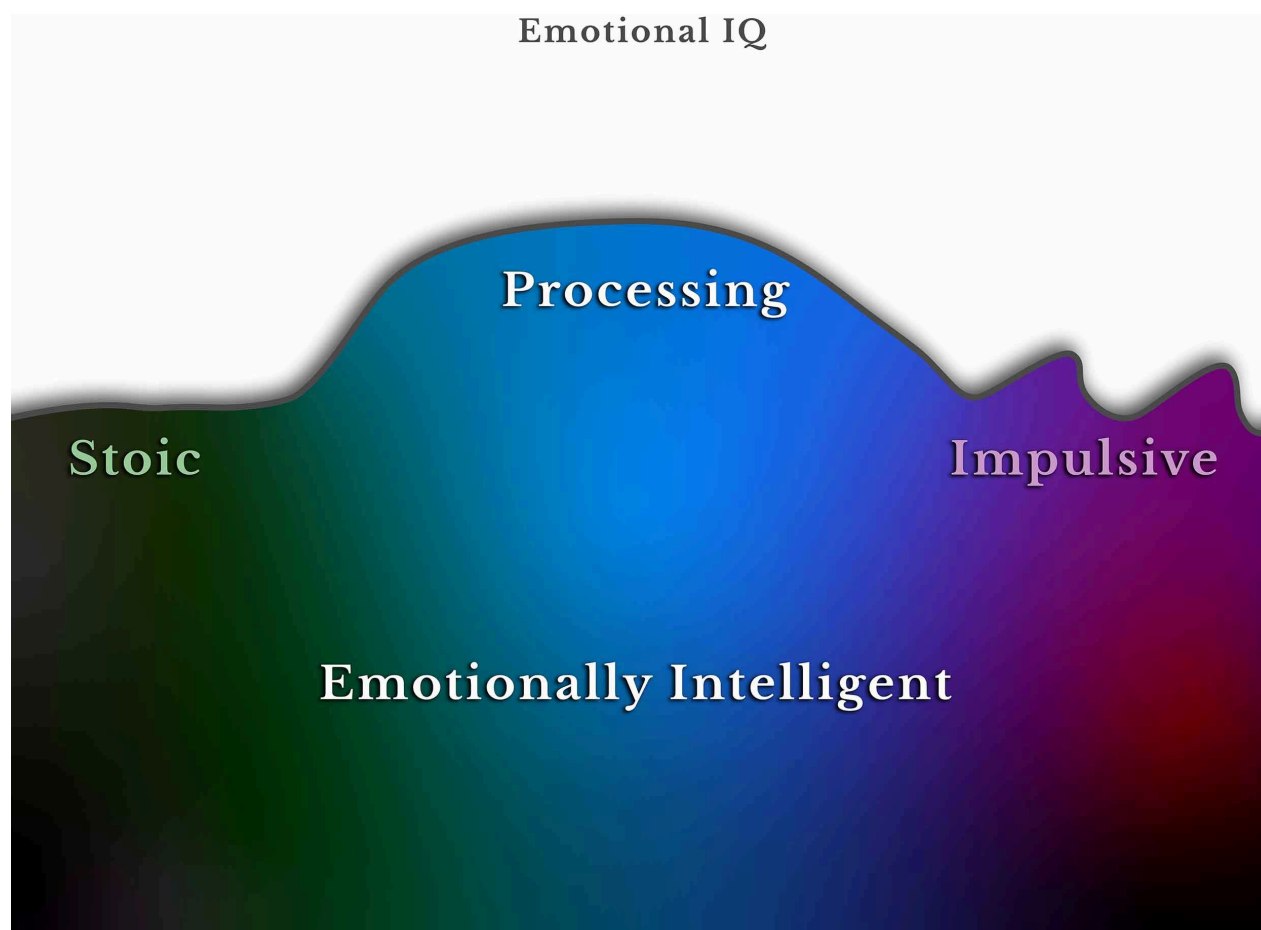 Emotional IQ
Processing
Stoic
Impulsive
Emotionally Intelligent